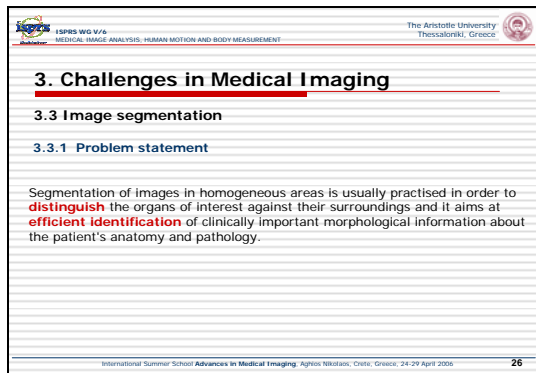 ISPRS
ISPRS WG V/6
MEDICAL IMAGE ANALYSIS, HUMAN MOTION AND BODY MEASUREMENT
The Aristotle University
Thessaloniki, Greece
3. Challenges in Medical Imaging
3.3 Image segmentation
3.3.1 Problem statement
Segmentation of images in homogeneous areas is usually practised in order to
distinguish the organs of interest against their surroundings and it aims at
efficient identification of clinically important morphological information about
the patient's anatomy and pathology.
International Summer School Advances in Medical Imaging, Aghios Nikolaos, Crete, Greece, 24-29 April 2006
26